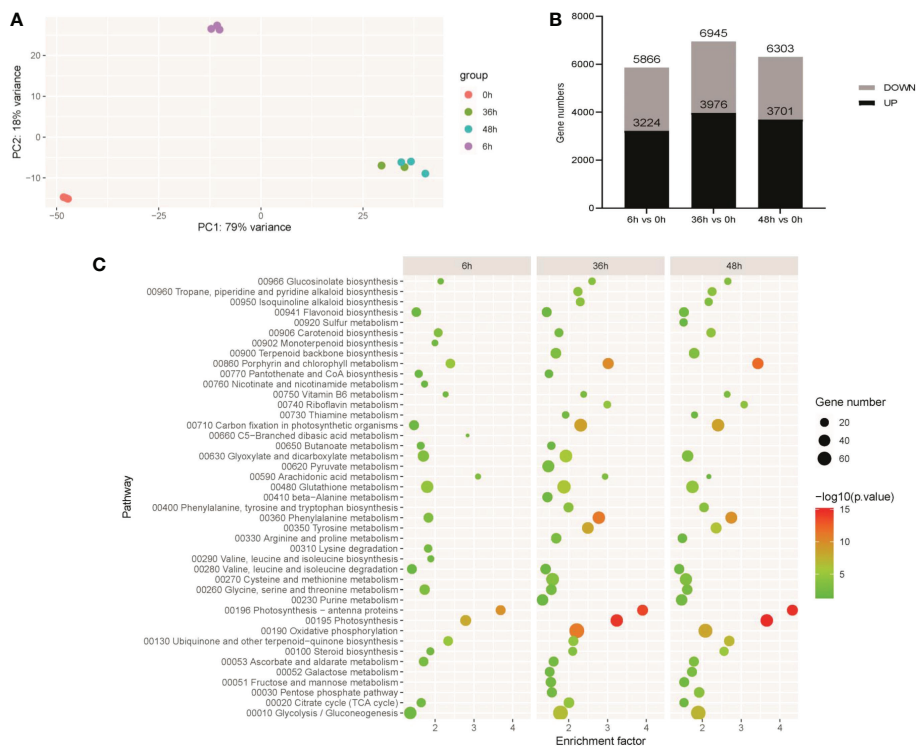 A
20
10
0
−10
−50
−25
0
25
PC2: 18% variance
PC1: 79% variance
group
0h
36h
48h
6h
B
8000
6000
4000
2000
0
Gene numbers
5866
6945
6303
3224
3976
3701
6h vs 0h
36h vs 0h
48h vs 0h
DOWN
UP
C
6h
36h
48h
Pathway
00966 Glucosinolate biosynthesis
00960 Tropane, piperidine and pyridine alkaloid biosynthesis
00950 Isoquinoline alkaloid biosynthesis
00941 Flavonoid biosynthesis
00920 Sulfur metabolism
00906 Carotenoid biosynthesis
00902 Monoterpenoid biosynthesis
00900 Terpenoid backbone biosynthesis
00860 Porphyrin and chlorophyll metabolism
00770 Pantothenate and CoA biosynthesis
00760 Nicotinate and nicotinamide metabolism
00750 Vitamin B6 metabolism
00740 Riboflavin metabolism
00730 Thiamine metabolism
00710 Carbon fixation in photosynthetic organisms
00660 C5−Branched dibasic acid metabolism
00650 Butanoate metabolism
00630 Glyoxylate and dicarboxylate metabolism
00620 Pyruvate metabolism
00590 Arachidonic acid metabolism
00480 Glutathione metabolism
00410 beta−Alanine metabolism
00400 Phenylalanine, tyrosine and tryptophan biosynthesis
00360 Phenylalanine metabolism
00350 Tyrosine metabolism
00330 Arginine and proline metabolism
00310 Lysine degradation
00290 Valine, leucine and isoleucine biosynthesis
00280 Valine, leucine and isoleucine degradation
00270 Cysteine and methionine metabolism
00260 Glycine, serine and threonine metabolism
00230 Purine metabolism
00196 Photosynthesis − antenna proteins
00195 Photosynthesis
00190 Oxidative phosphorylation
00130 Ubiquinone and other terpenoid−quinone biosynthesis
00100 Steroid biosynthesis
00053 Ascorbate and aldarate metabolism
00052 Galactose metabolism
00051 Fructose and mannose metabolism
00030 Pentose phosphate pathway
00020 Citrate cycle (TCA cycle)
00010 Glycolysis / Gluconeogenesis
2 3 4
2 3 4
2 3 4
Enrichment factor
Gene number
20
40
60
−log10(p.value)
15
10
5